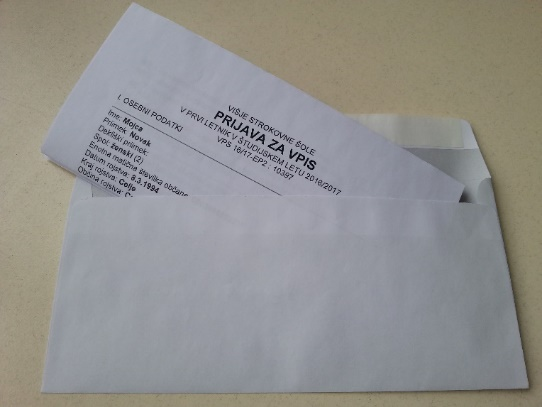 VIŠJE STROKOVNE ŠOLE
PRIJAVA ZA VPIS
V PRVI LETNIK V ŠTUDIJSKEM LETU 2016/2017
VPS 16/17-EP2 : 10397
I. OSEBNI PODATKI
Ime: Mojca
Priimek: Novak
Dekliški priimek:
Spol: ženski (2)
Enotna matična številka občana
Datum rojstva: 8.3.1994
Kraj rojstva: Celje
Občina rojstva: